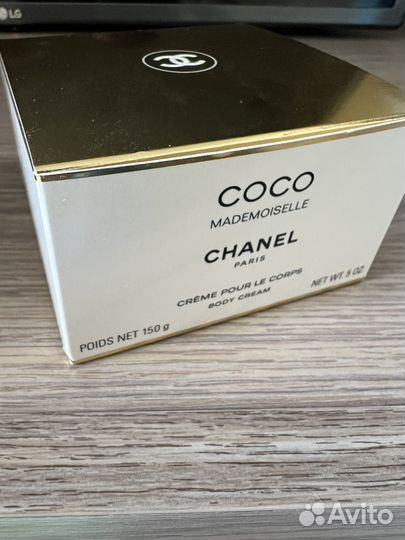 LG
COCO
MADEMOISELLE
CHANEL
PARIS
CRÈME POUR LE CORPS
BODY CREAM
POIDS NET 150 g
NET WT. 5 OZ.
Avito